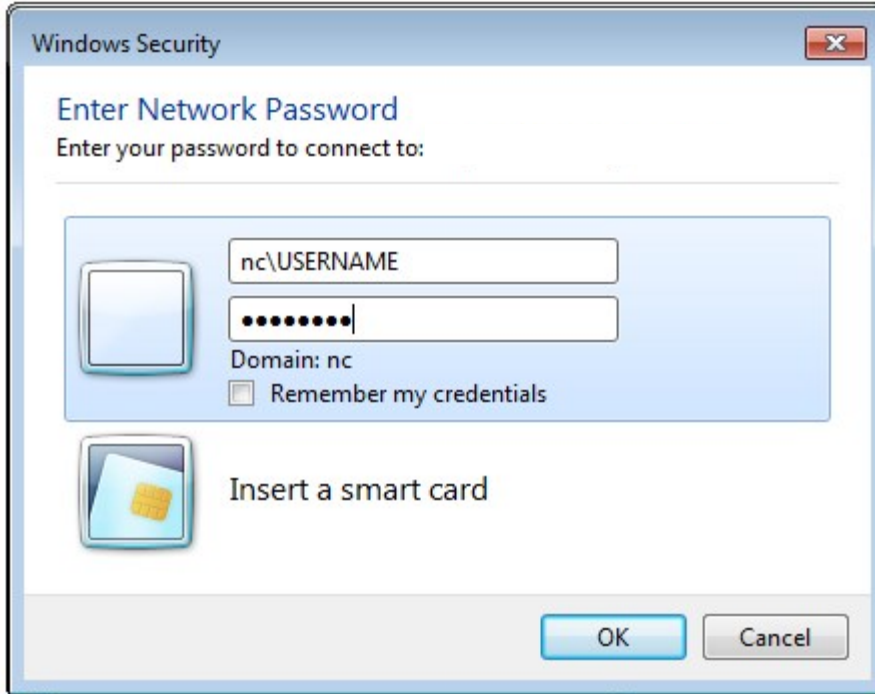 Windows Security
Enter Network Password
Enter your password to connect to:
nc\USERNAME
●●●●●●●●
Domain: nc
Remember my credentials
Insert a smart card
OK
Cancel